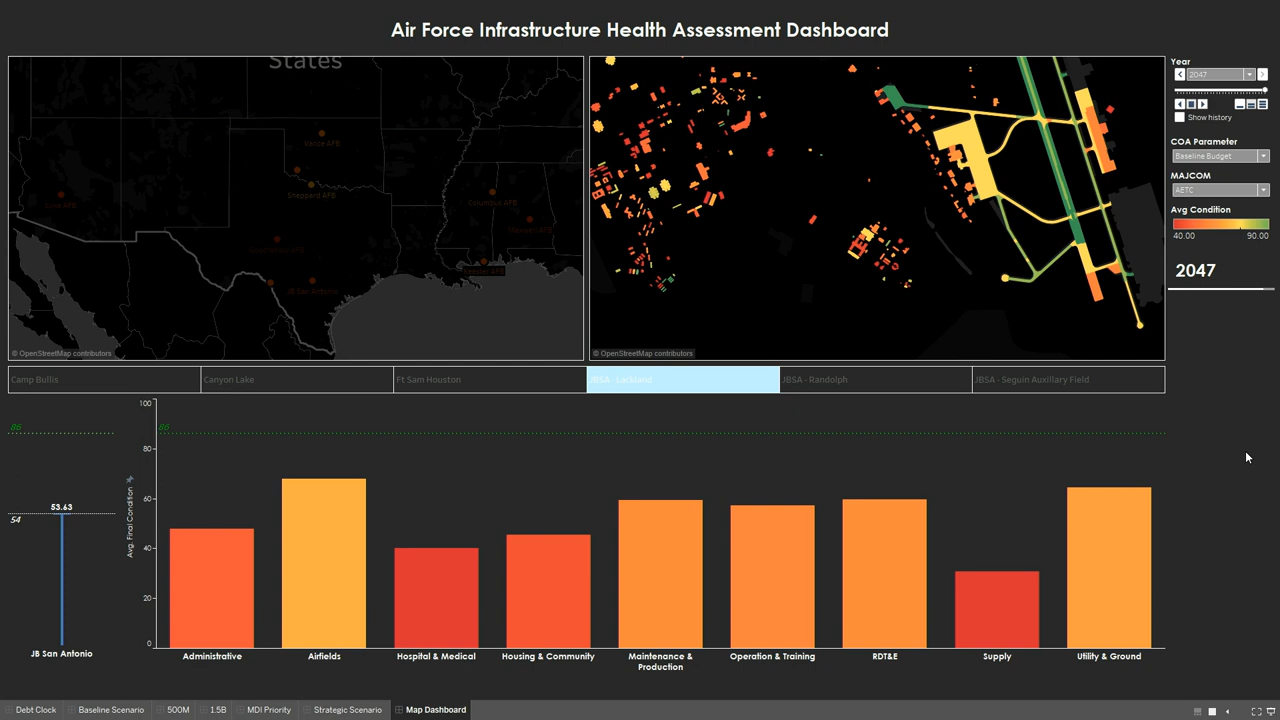 Air Force Infrastructure Health Assessment Dashboard
States
Vance AFB
Sheppard AFB
Luke AFB
Columbus AFB
Keesler AFB
JB San Antonio
© OpenStreetMap contributors
© OpenStreetMap contributors
Year
2047
Show history
COA Parameter
Baseline Budget
MAJCOM
AETC
Avg Condition
40.00 90.00
2047
Camp Bullis
Canyon Lake
Ft Sam Houston
JBSA - Lackland
JBSA - Randolph
JBSA - Seguin Auxillary Field
86
53.63
54
JB San Antonio
Avg. Final Condition
100
86
80
60
40
20
0
Administrative
Airfields
Hospital & Medical
Housing & Community
Maintenance &
Production
Operation & Training
RDT&E
Supply
Utility & Ground
Debt Clock
Baseline Scenario
500M
1.5B
MDI Priority
Strategic Scenario
Map Dashboard